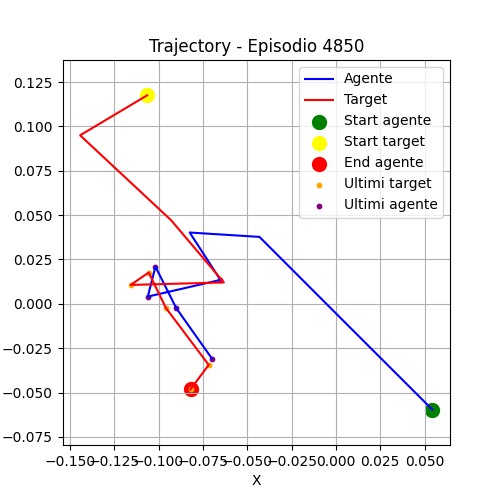 Trajectory - Episodio 4850
Agente
Target
Start agente
Start target
End agente
Ultimi target
Ultimi agente
0.125
0.100
0.075
0.050
0.025
0.000
−0.025
−0.050
−0.075
−0.150 −0.125 −0.100 −0.075 −0.050 −0.025 0.000 0.025 0.050
X